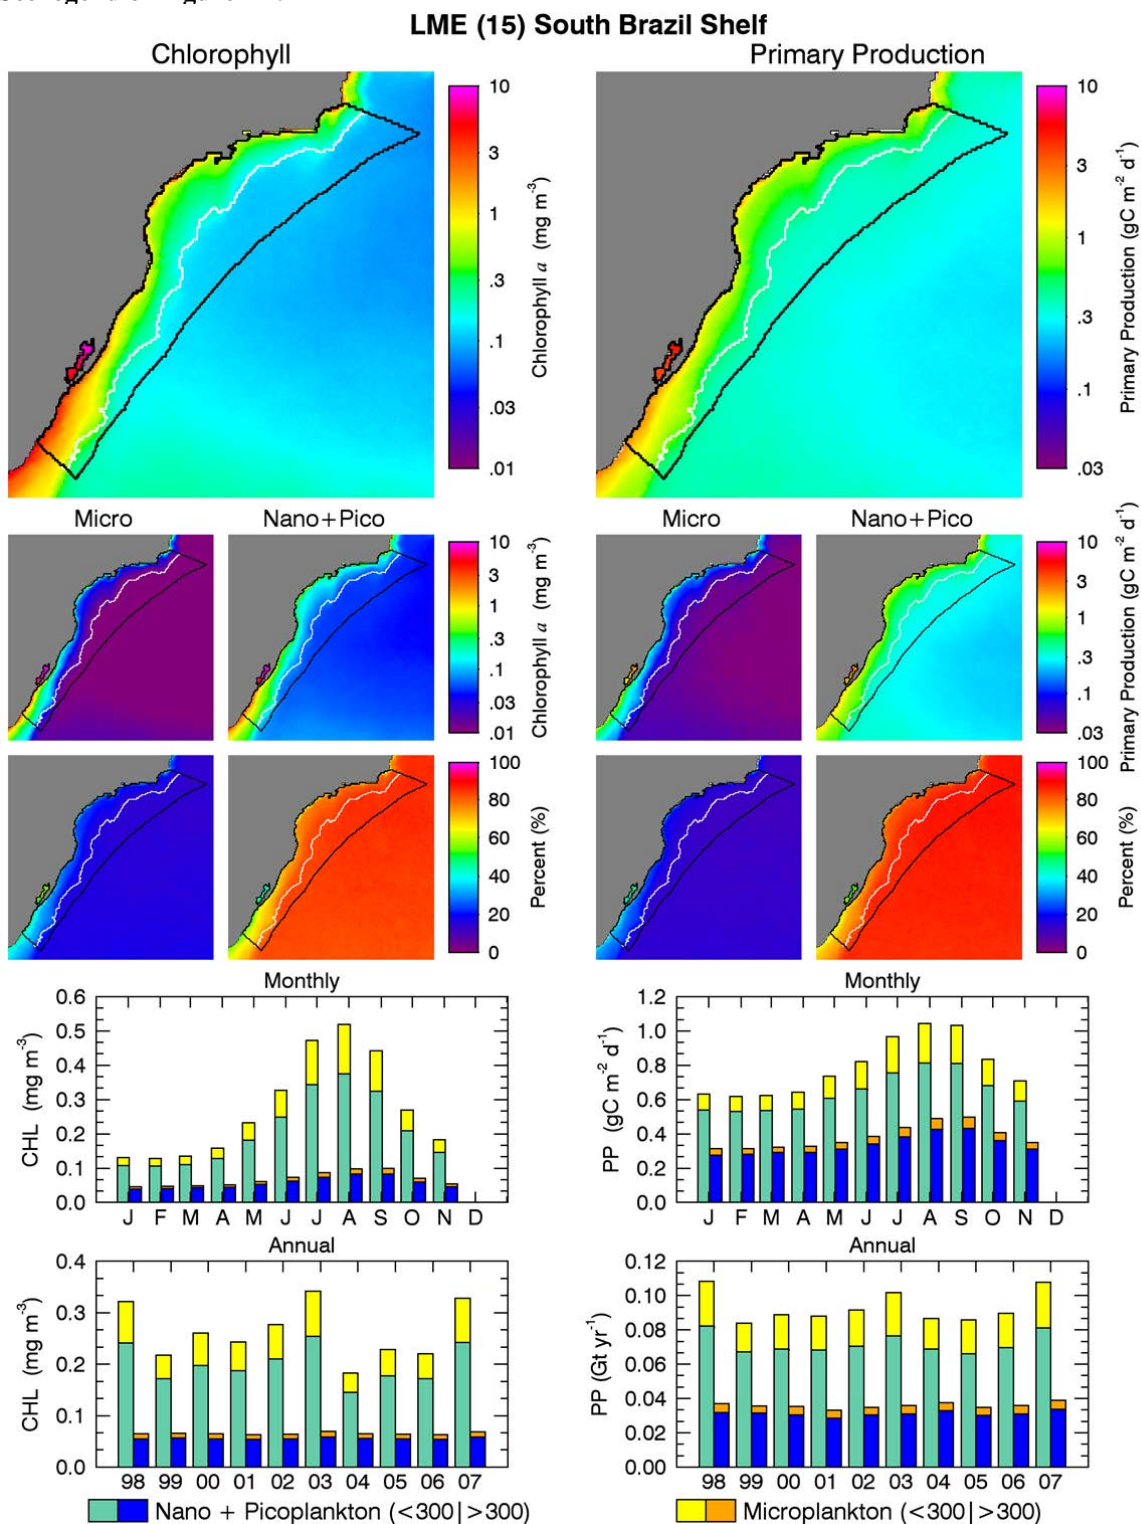 LME (15) South Brazil Shelf
Chlorophyll
Primary Production
10
3
1
.3
.1
.03
.01
Chlorophyll a (mg m-3)
10
3
1
.3
.1
.03
Primary Production (gC m-2 d-1)
Micro
Nano+Pico
Micro
Nano+Pico
10
3
1
.3
.1
.03
.01
Chlorophyll a (mg m-3)
10
3
1
.3
.1
.03
Primary Production (gC m-2 d-1)
100
80
60
40
20
0
Percent (%)
100
80
60
40
20
0
Percent (%)
Monthly
0.6
0.5
0.4
0.3
0.2
0.1
0.0
CHL (mg m-3)
J F M A M J J A S O N D
Monthly
1.2
1.0
0.8
0.6
0.4
0.2
0.0
PP (gC m-2 d-1)
J F M A M J J A S O N D
Annual
0.4
0.3
0.2
0.1
0.0
CHL (mg m-3)
98 99 00 01 02 03 04 05 06 07
Annual
0.12
0.10
0.08
0.06
0.04
0.02
0.00
PP (Gt yr-1)
98 99 00 01 02 03 04 05 06 07
Nano + Picoplankton (<300|>300)
Microplankton (<300|>300)